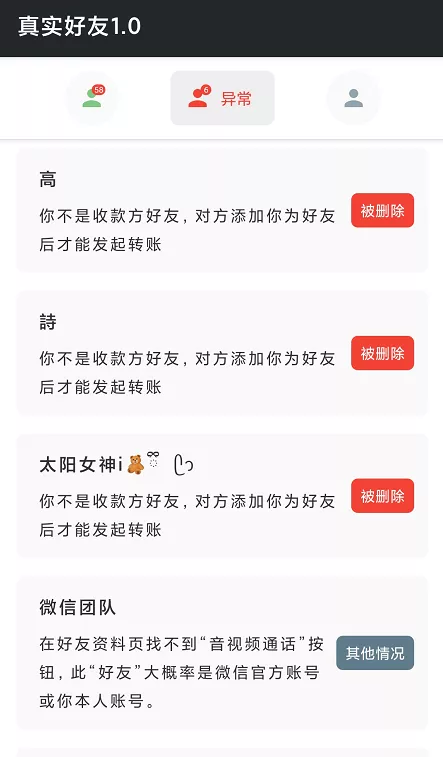 真实好友1.0
58
6
异常
高
你不是收款方好友，对方添加你为好友
后才能发起转账
被删除
詩
你不是收款方好友，对方添加你为好友
后才能发起转账
被删除
太阳女神i🧸
你不是收款方好友，对方添加你为好友
后才能发起转账
被删除
微信团队
在好友资料页找不到“音视频通话”按
钮，此“好友”大概率是微信官方账号
或你本人账号。
其他情况